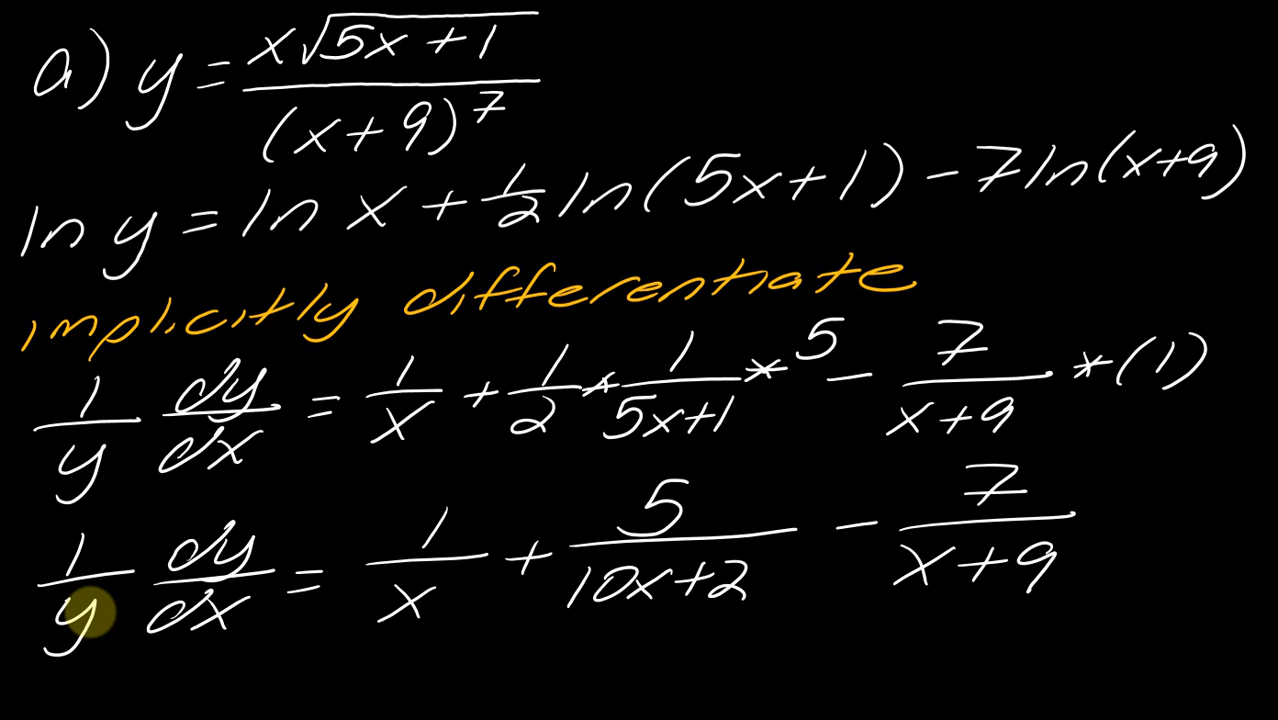 a) y = x√(5x + 1) / (x + 9)^7
ln y = ln x + 1/2 ln(5x + 1) - 7 ln(x+9)
implicitly differentiate
1/y dy/dx = 1/x + 1/2 * 1/(5x+1) * 5 - 7/(x+9) * (1)
1/y dy/dx = 1/x + 5/(10x+2) - 7/(x+9)